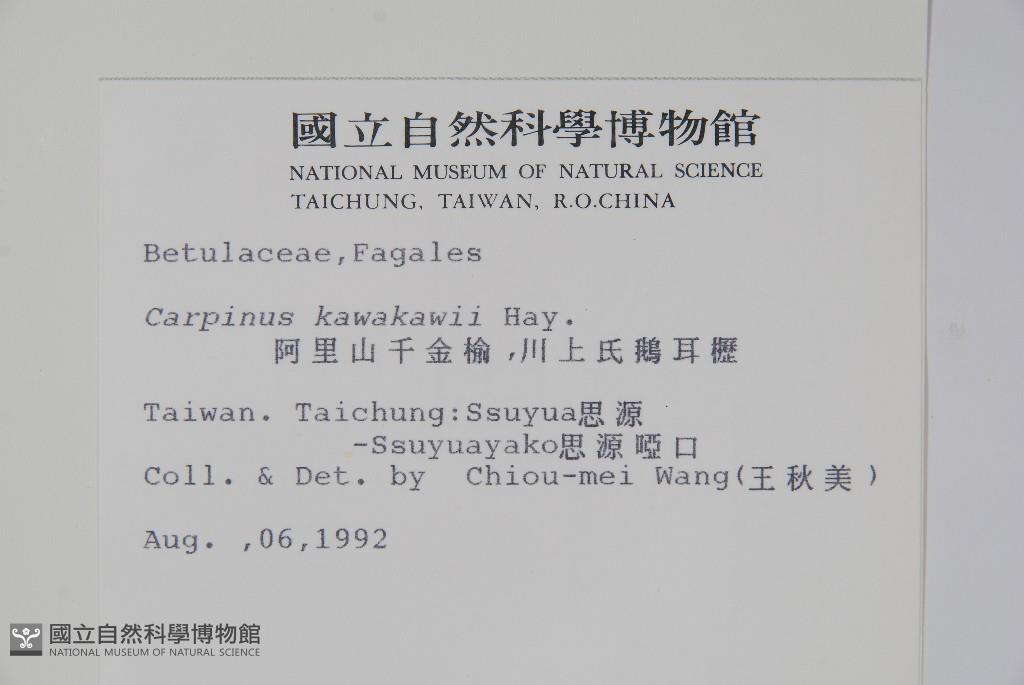 國立自然科學博物館
NATIONAL MUSEUM OF NATURAL SCIENCE
TAICHUNG, TAIWAN, R.O.CHINA
Betulaceae,Fagales
Carpinus kawakawii Hay.
阿里山千金榆,川上氏鵝耳櫪
Taiwan. Taichung:Ssuyua思源
-Ssuyuayako思源啞口
Coll. & Det. by Chiou-mei Wang(王秋美)
Aug. ,06,1992
國立自然科學博物館
NATIONAL MUSEUM OF NATURAL SCIENCE